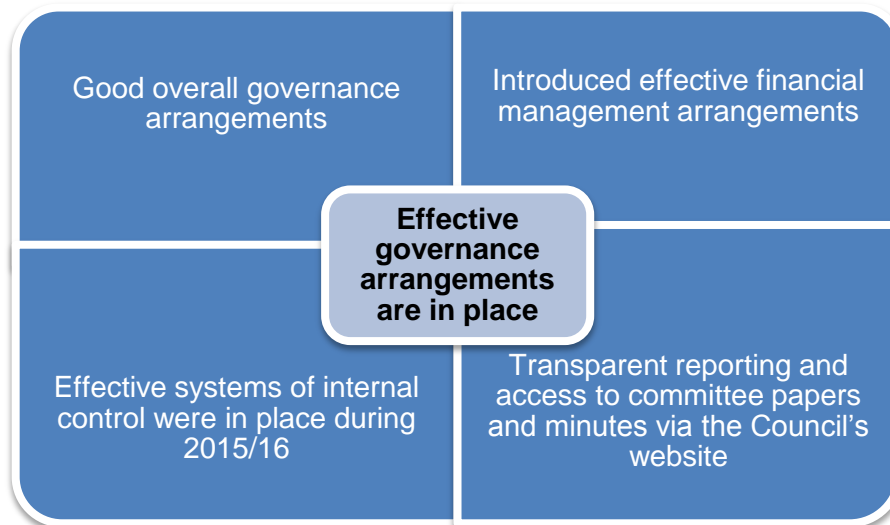 Good overall governance
arrangements
Introduced effective financial
management arrangements
Effective
governance
arrangements
are in place
Effective systems of internal
control were in place during
2015/16
Transparent reporting and
access to committee papers
and minutes via the Council’s
website